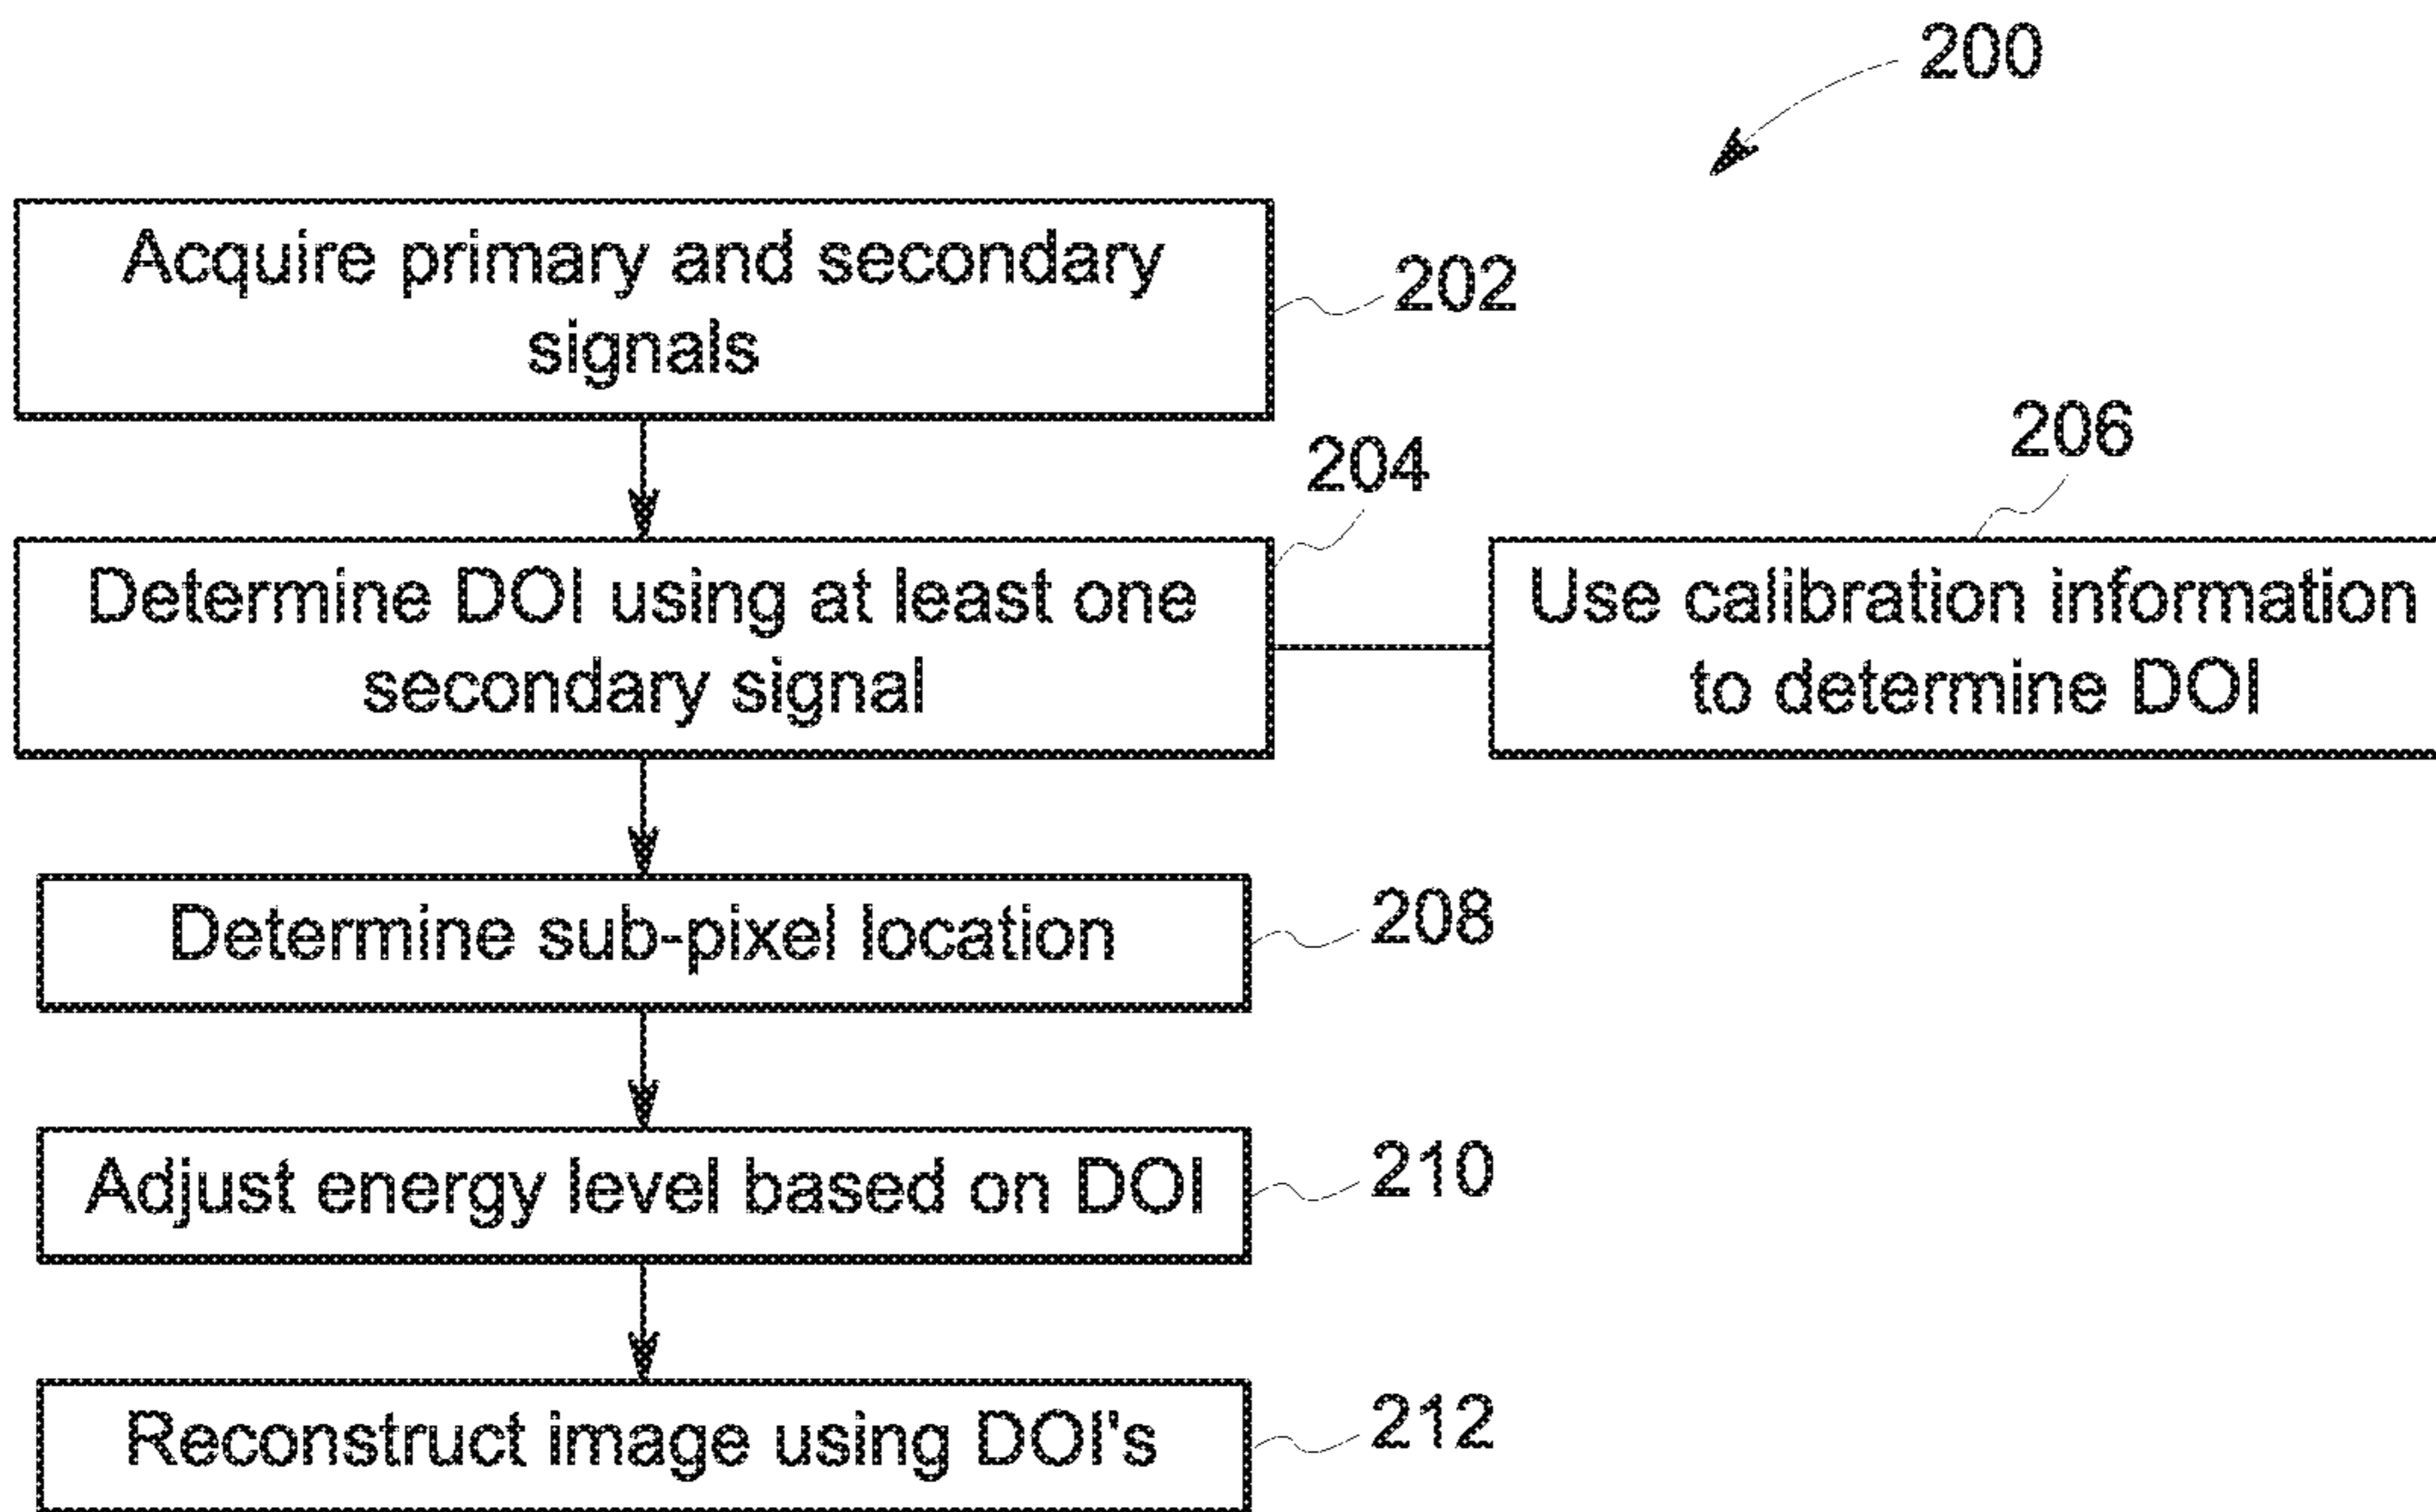 200
Acquire primary and secondary
signals
202
204
206
Determine DOI using at least one
secondary signal
Use calibration information
to determine DOI
Determine sub-pixel location
208
Adjust energy level based on DOI
210
Reconstruct image using DOI's
212